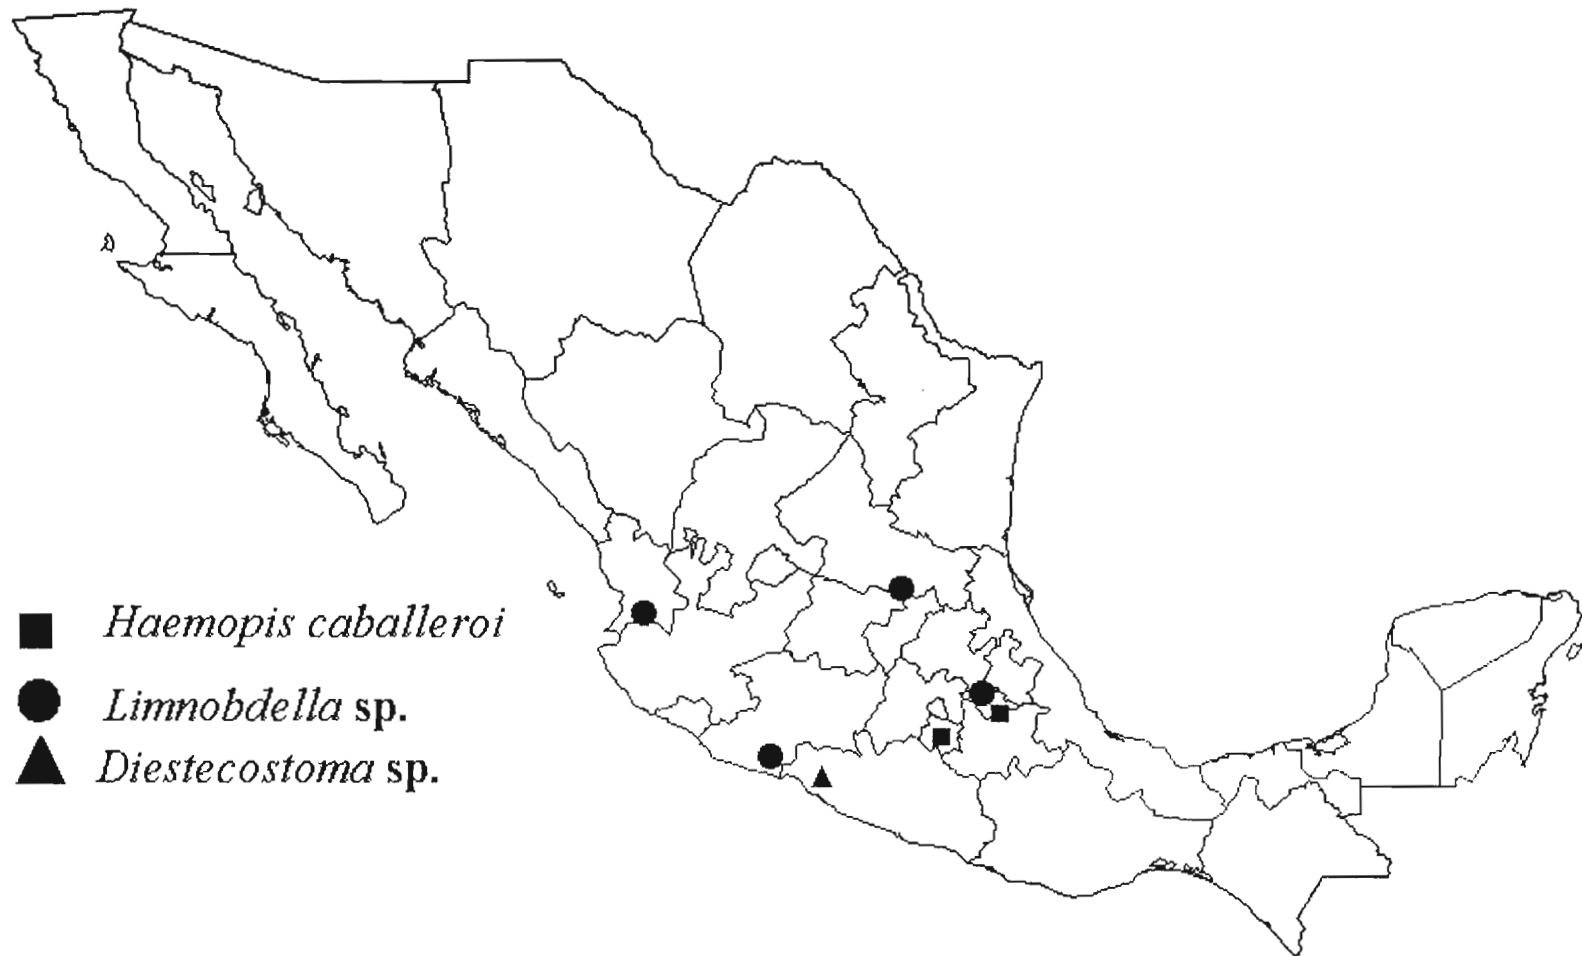 Haemopis caballeroi
Limnobdella sp.
Diestecostoma sp.